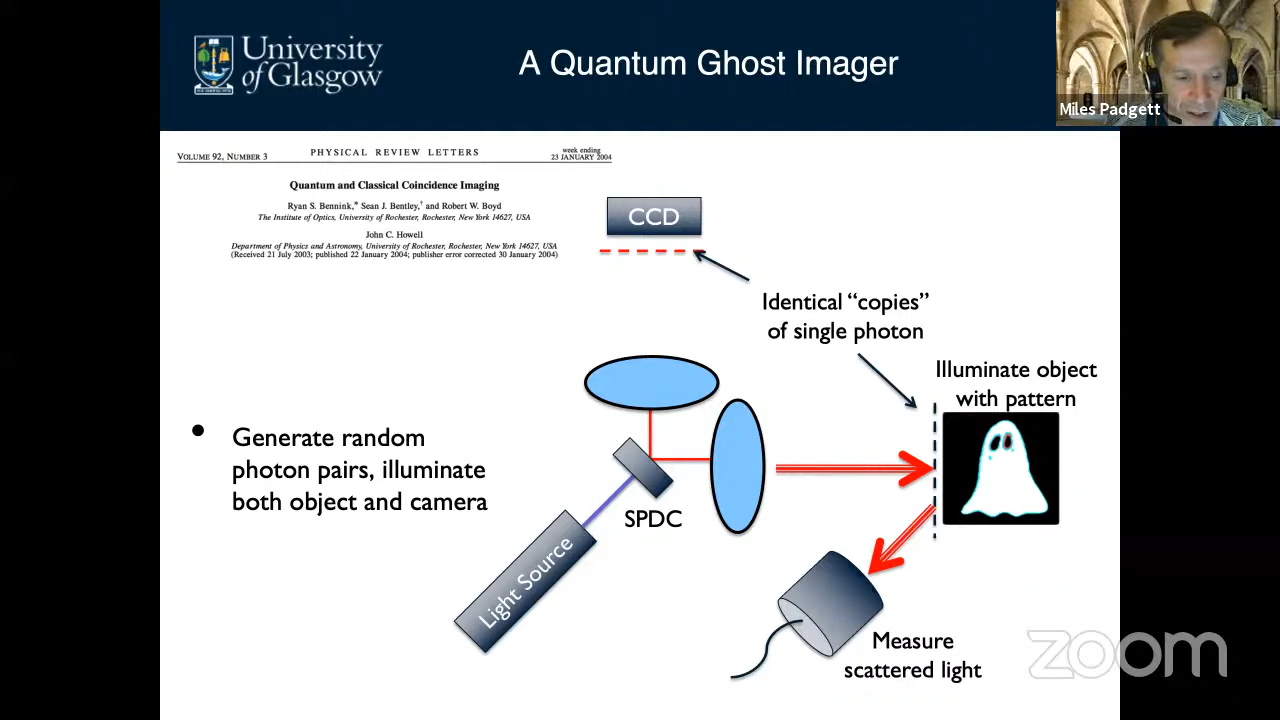 University
of Glasgow
A Quantum Ghost Imager
Miles Padgett
VOLUME 92, NUMBER 3
PHYSICAL REVIEW LETTERS
week ending
23 JANUARY 2004
Quantum and Classical Coincidence Imaging
Ryan S. Bennink,* Sean J. Bentley,† and Robert W. Boyd
The Institute of Optics, University of Rochester, Rochester, New York 14627, USA
John C. Howell
Department of Physics and Astronomy, University of Rochester, Rochester, New York 14627, USA
(Received 21 July 2003; published 22 January 2004; publisher error corrected 30 January 2004)
CCD
Identical “copies”
of single photon
Illuminate object
with pattern
• Generate random
photon pairs, illuminate
both object and camera
SPDC
Light Source
Measure
scattered light
zoom